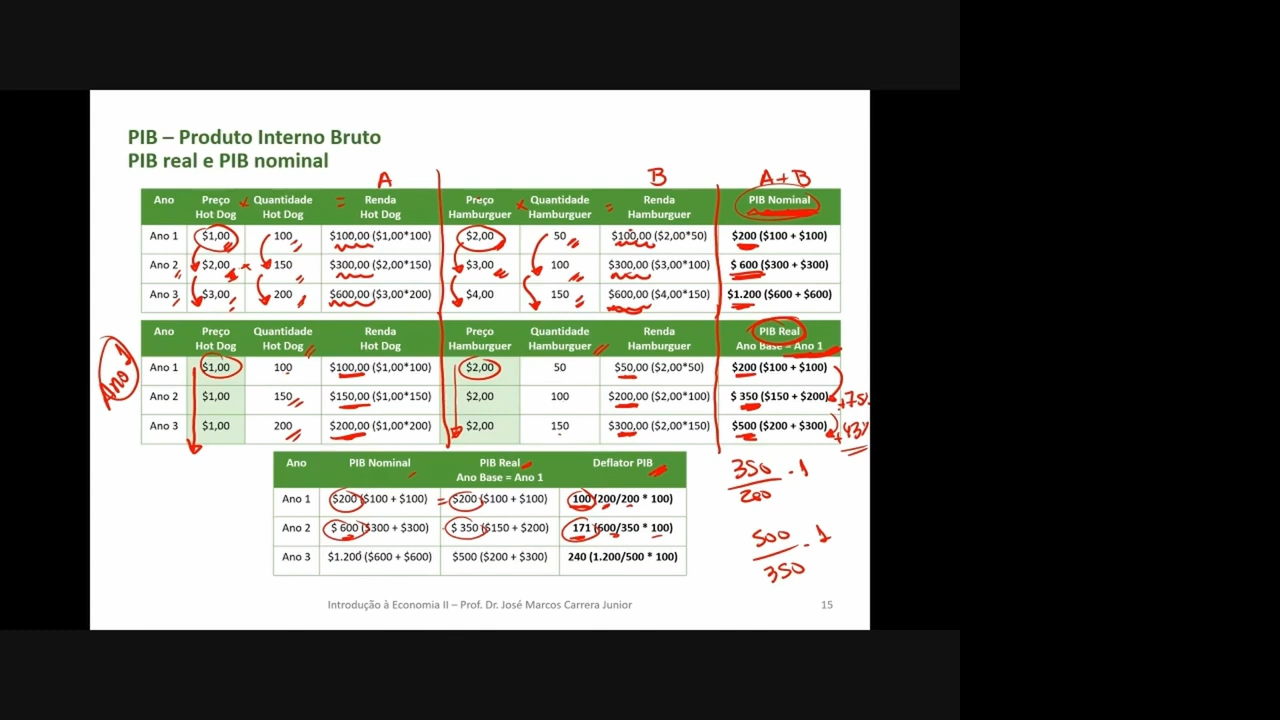 PIB – Produto Interno Bruto
PIB real e PIB nominal
A B A + B
Ano Preço Hot Dog × Quantidade Hot Dog = Renda Hot Dog Preço Hamburguer × Quantidade Hamburguer = Renda Hamburguer PIB Nominal
Ano 1 $1,00 100 $100,00 ($1,00*100) $2,00 50 $100,00 ($2,00*50) $200 ($100 + $100)
Ano 2 $2,00 × 150 $300,00 ($2,00*150) $3,00 100 $300,00 ($3,00*100) $ 600 ($300 + $300)
Ano 3 $3,00 200 $600,00 ($3,00*200) $4,00 150 $600,00 ($4,00*150) $1.200 ($600 + $600)
Ano Preço Hot Dog Quantidade Hot Dog Renda Hot Dog Preço Hamburguer Quantidade Hamburguer Renda Hamburguer PIB Real Ano Base = Ano 1
Ano 1
Ano 1 $1,00 100 $100,00 ($1,00*100) $2,00 50 $50,00 ($2,00*50) $200 ($100 + $100)
Ano 2 $1,00 150 $150,00 ($1,00*150) $2,00 100 $200,00 ($2,00*100) $ 350 ($150 + $200) +75%
Ano 3 $1,00 200 $200,00 ($1,00*200) $2,00 150 $300,00 ($2,00*150) $500 ($200 + $300) +43%
Ano PIB Nominal PIB Real Ano Base = Ano 1 Deflator PIB
Ano 1 $200 ($100 + $100) = $200 ($100 + $100) 100 (200/200 * 100)
Ano 2 $ 600 ($300 + $300) $ 350 ($150 + $200) 171 (600/350 * 100)
Ano 3 $1.200 ($600 + $600) $500 ($200 + $300) 240 (1.200/500 * 100)
350 - 1
200
500 - 1
350
Introdução à Economia II – Prof. Dr. José Marcos Carrera Junior 15